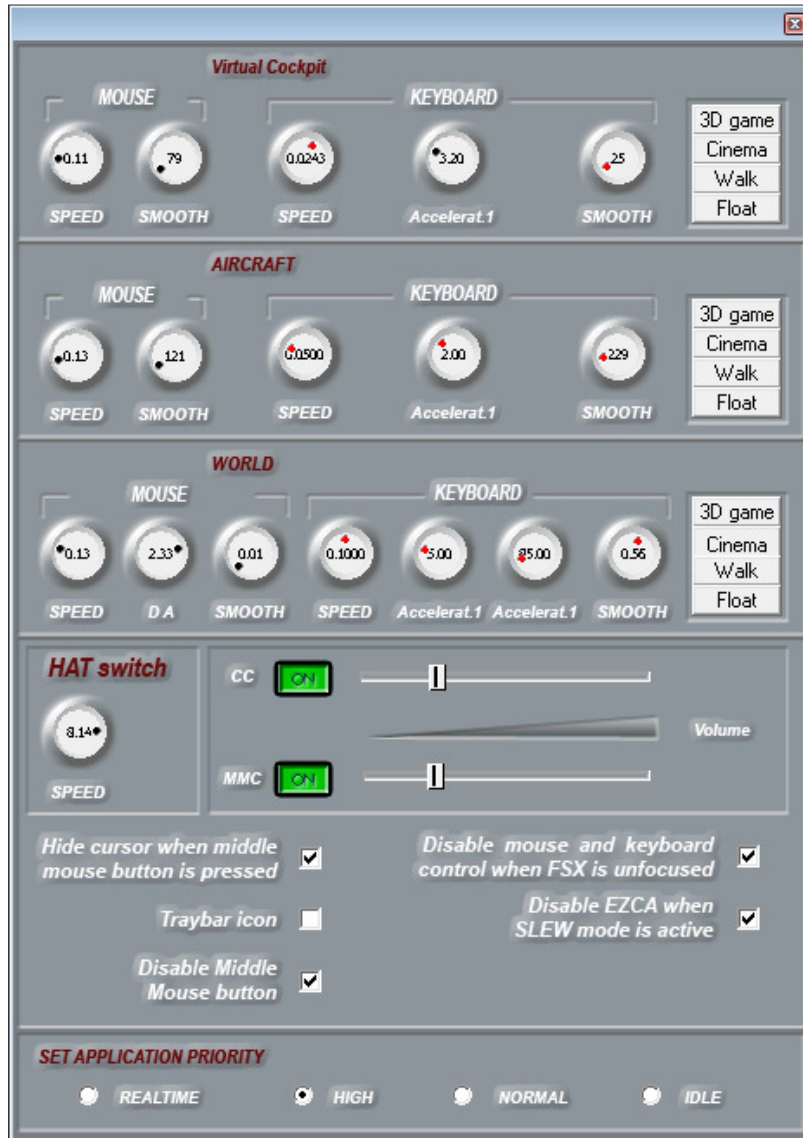 Virtual Cockpit
MOUSE KEYBOARD
0.11 79 0.0243 3.20 25
SPEED SMOOTH SPEED Accelerat.1 SMOOTH
3D game
Cinema
Walk
Float
AIRCRAFT
MOUSE KEYBOARD
0.13 121 0.0500 2.00 229
SPEED SMOOTH SPEED Accelerat.1 SMOOTH
3D game
Cinema
Walk
Float
WORLD
MOUSE KEYBOARD
0.13 2.33 0.01 0.1000 5.00 0.56
SPEED D A SMOOTH SPEED Accelerat.1 Accelerat.1 SMOOTH
3D game
Cinema
Walk
Float
HAT switch
8.14
SPEED
CC ON
Volume
MMC ON
Hide cursor when middle
mouse button is pressed
Disable mouse and keyboard
control when FSX is unfocused
Traybar icon
Disable EZCA when
SLEW mode is active
Disable Middle
Mouse button
SET APPLICATION PRIORITY
REALTIME HIGH NORMAL IDLE